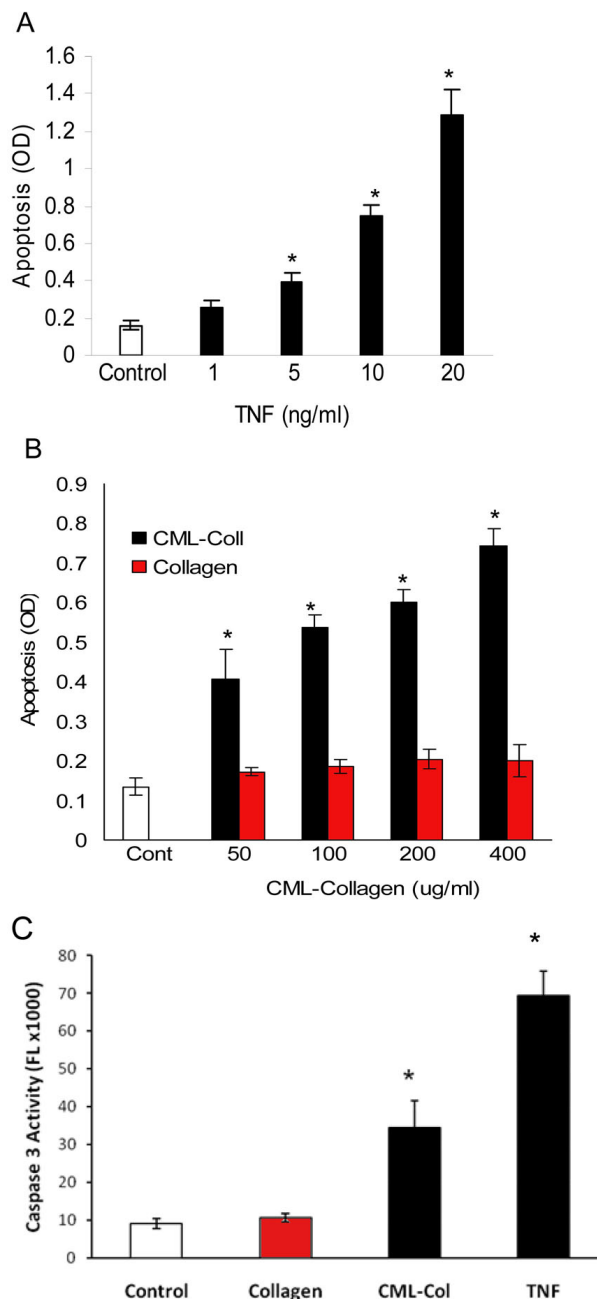 A
1.6
*
1.4
1.2
1
*
0.8
0.6
*
0.4
0.2
0
Apoptosis (OD)
Control 1 5 10 20
TNF (ng/ml)
B
0.9
*
0.8
CML-Coll
0.7
Collagen
*
0.6
*
*
0.5
0.4
0.3
0.2
0.1
0
Apoptosis (OD)
Cont 50 100 200 400
CML-Collagen (ug/ml)
C
80
*
70
60
50
*
40
30
20
10
0
Caspase 3 Activity (FL x1000)
Control Collagen CML-Col TNF